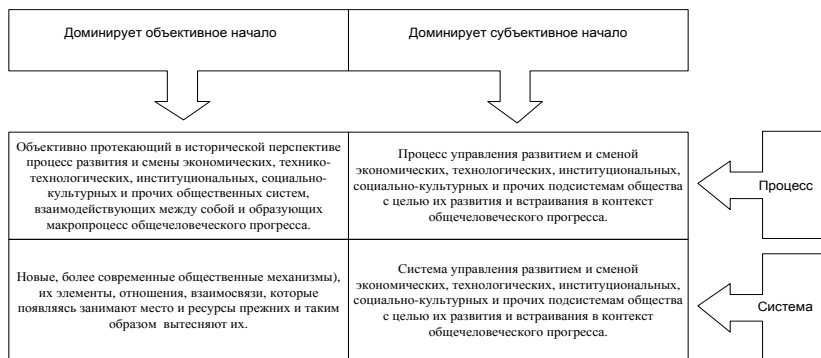 Доминирует объективное начало
Доминирует субъективное начало
Объективно протекающий в исторической перспективе
процесс развития и смены экономических, технико-
технологических, институциональных, социально-
культурных и прочих общественных систем,
взаимодействующих между собой и образующих
макропроцесс общечеловеческого прогресса.
Процесс управления развитием и сменой
экономических, технологических, институциональных,
социально-культурных и прочих подсистемам общества
с целью их развития и встраивания в контекст
общечеловеческого прогресса.
Процесс
Новые, более современные общественные механизмы),
их элементы, отношения, взаимосвязи, которые
появляясь занимают место и ресурсы прежних и таким
образом вытесняют их.
Система управления развитием и сменой
экономических, технологических, институциональных,
социально-культурных и прочих подсистемам общества
с целью их развития и встраивания в контекст
общечеловеческого прогресса.
Система